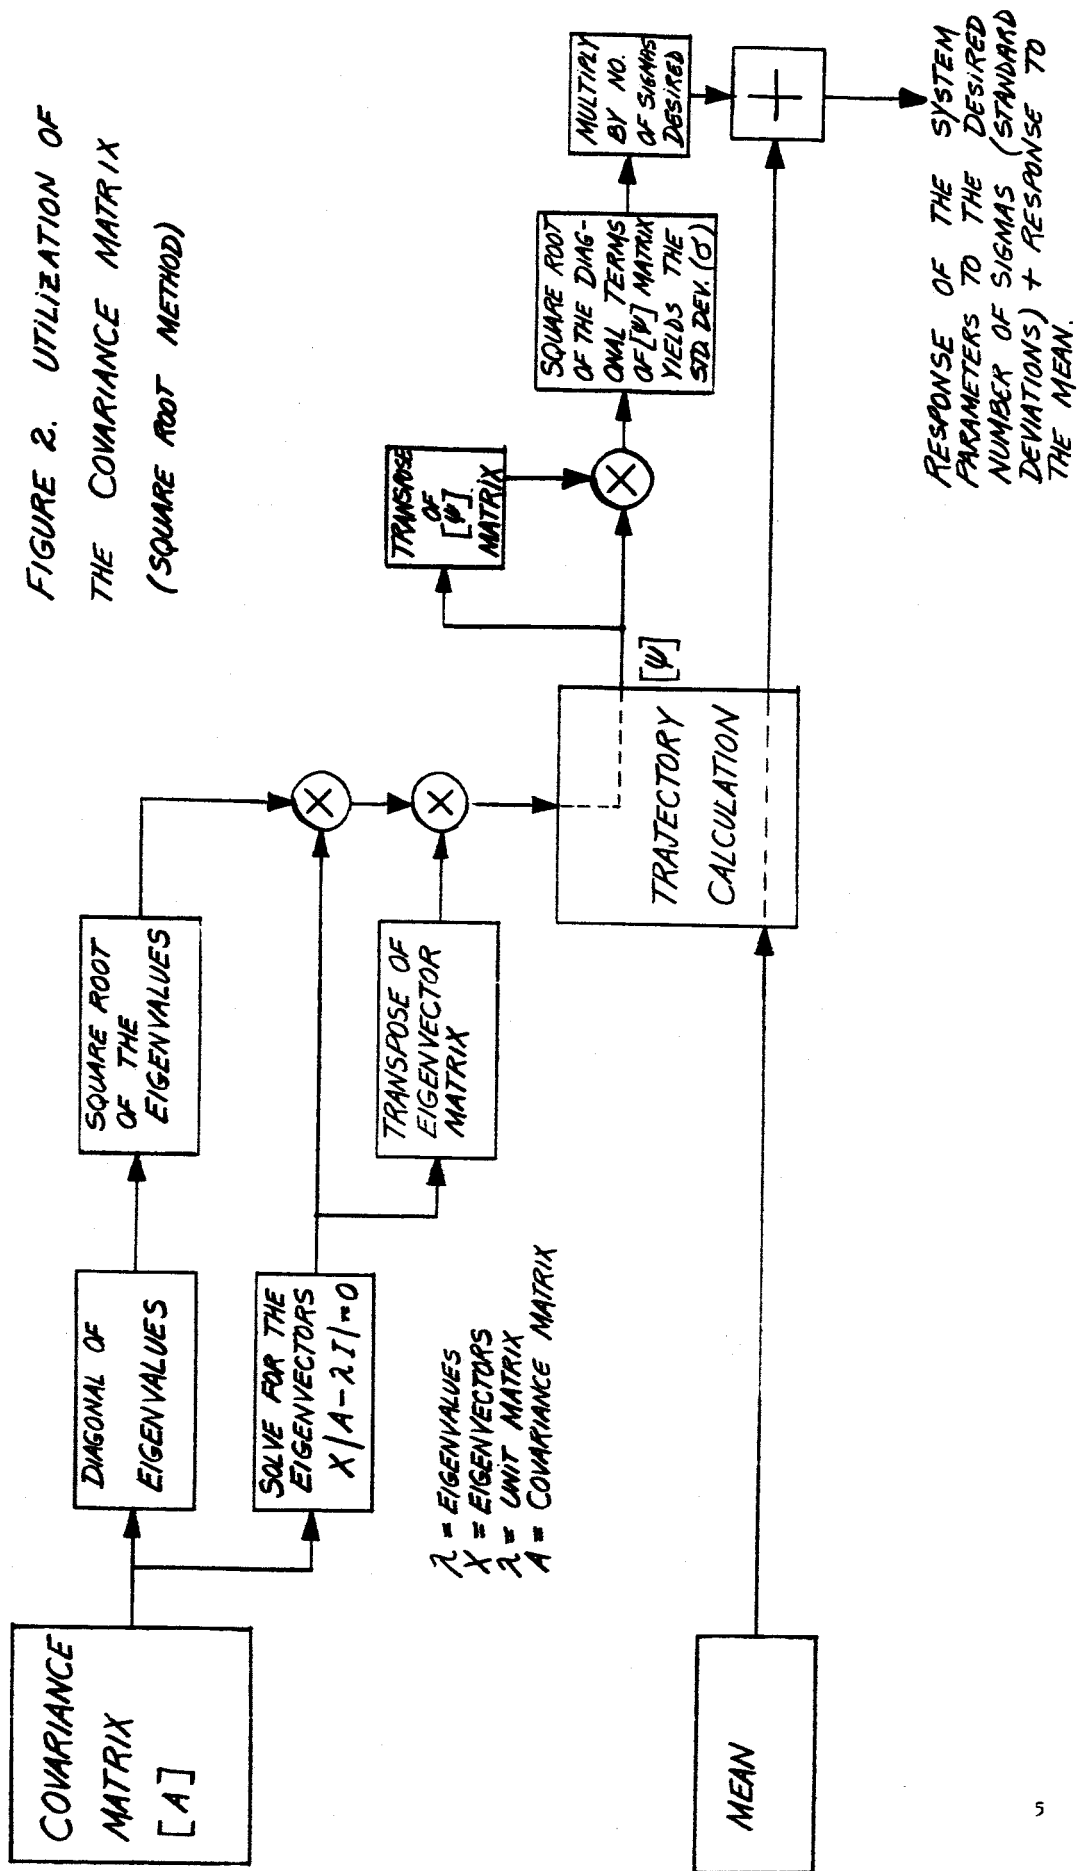 FIGURE 2. UTILIZATION OF
THE COVARIANCE MATRIX
(SQUARE ROOT METHOD)
COVARIANCE
MATRIX
[A]
DIAGONAL OF
EIGENVALUES
SQUARE ROOT
OF THE
EIGENVALUES
SOLVE FOR THE
EIGENVECTORS
X|A-λI|=0
TRANSPOSE OF
EIGENVECTOR
MATRIX
×
×
λ = EIGENVALUES
X = EIGENVECTORS
λ = UNIT MATRIX
A = COVARIANCE MATRIX
TRAJECTORY
CALCULATION
[Ψ]
TRANSPOSE
OF
[Ψ]
MATRIX
×
SQUARE ROOT
OF THE DIAG-
ONAL TERMS
OF [Ψ] MATRIX
YIELDS THE
STD. DEV. (σ)
MULTIPLY
BY NO.
OF SIGMAS
DESIRED
+
MEAN
RESPONSE OF THE SYSTEM
PARAMETERS TO THE DESIRED
NUMBER OF SIGMAS (STANDARD
DEVIATIONS) + RESPONSE TO
THE MEAN.
5